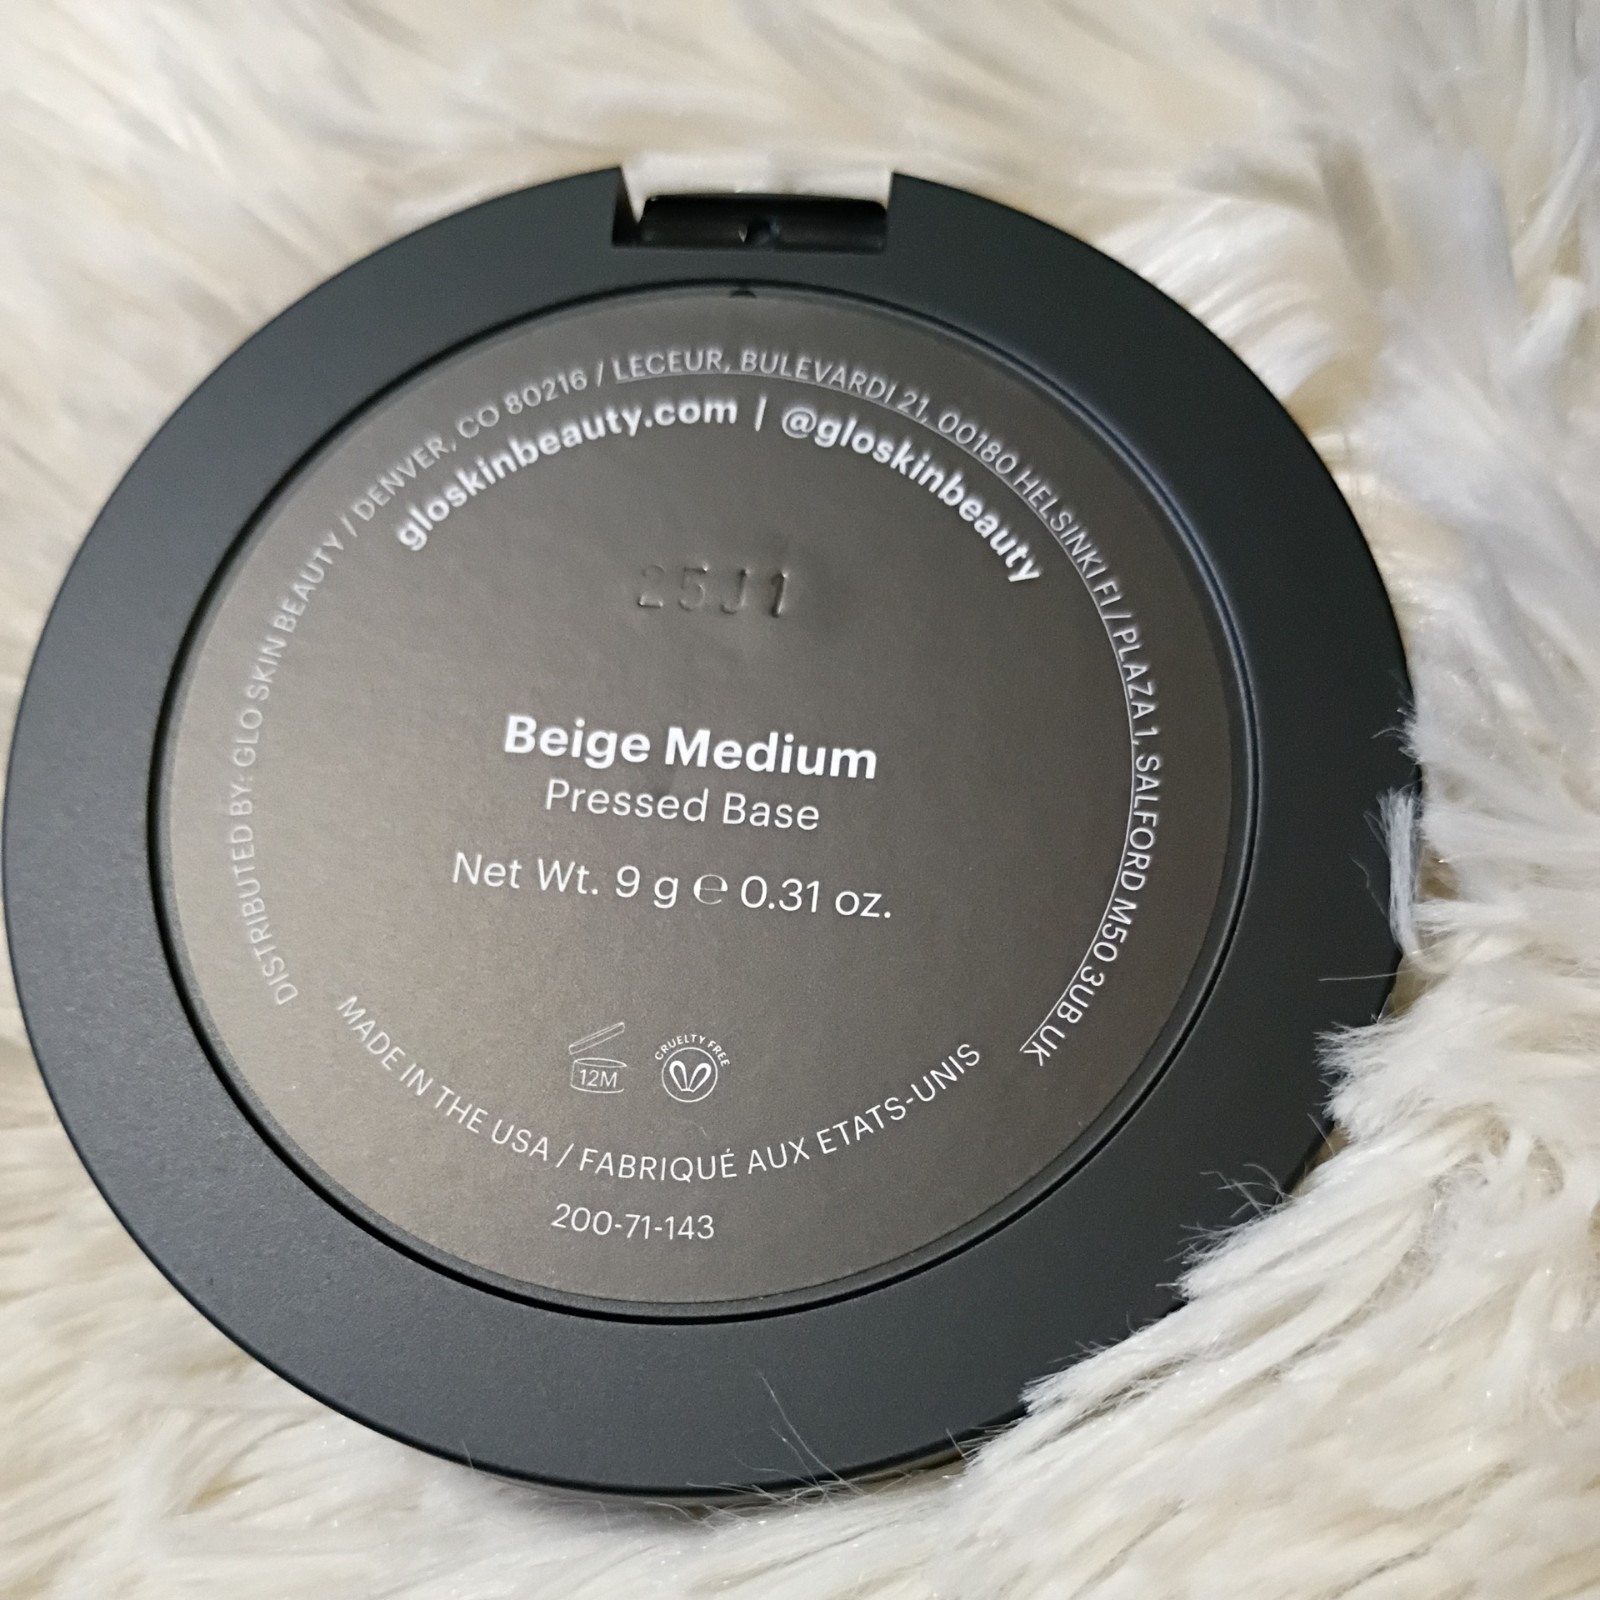 DISTRIBUTED BY: GLO SKIN BEAUTY / DENVER, CO 80216 / LECEUR, BULEVARDI 21, 00180 HELSINKI FI / PLAZA 1, SALFORD M50 3UB UK
gloskinbeauty.com | @gloskinbeauty
25J1
Beige Medium
Pressed Base
Net Wt. 9 g ℮ 0.31 oz.
12M
CRUELTY FREE
MADE IN THE USA / FABRIQUÉ AUX ETATS-UNIS
200-71-143